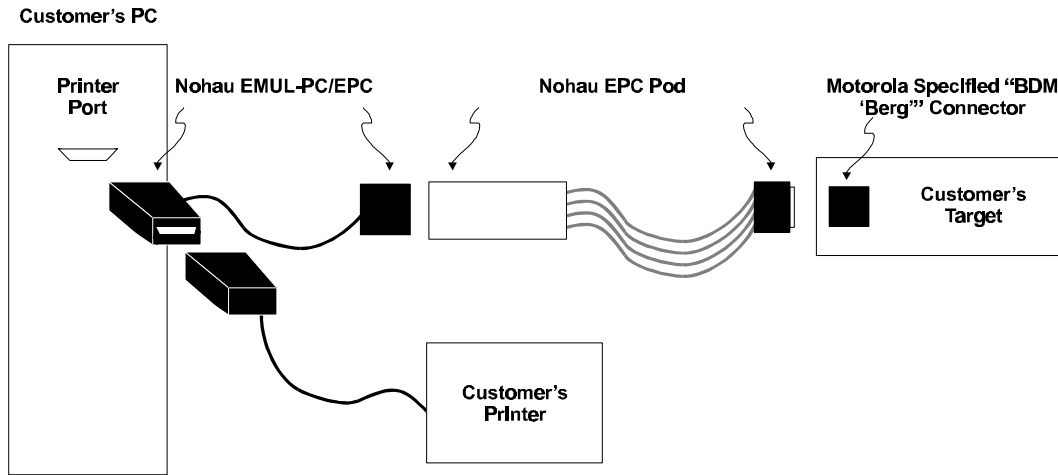 Customer's PC
Printer
Port
Nohau EMUL-PC/EPC
Nohau EPC Pod
Motorola Specified “BDM
‘Berg’” Connector
Customer's
Target
Customer's
Printer